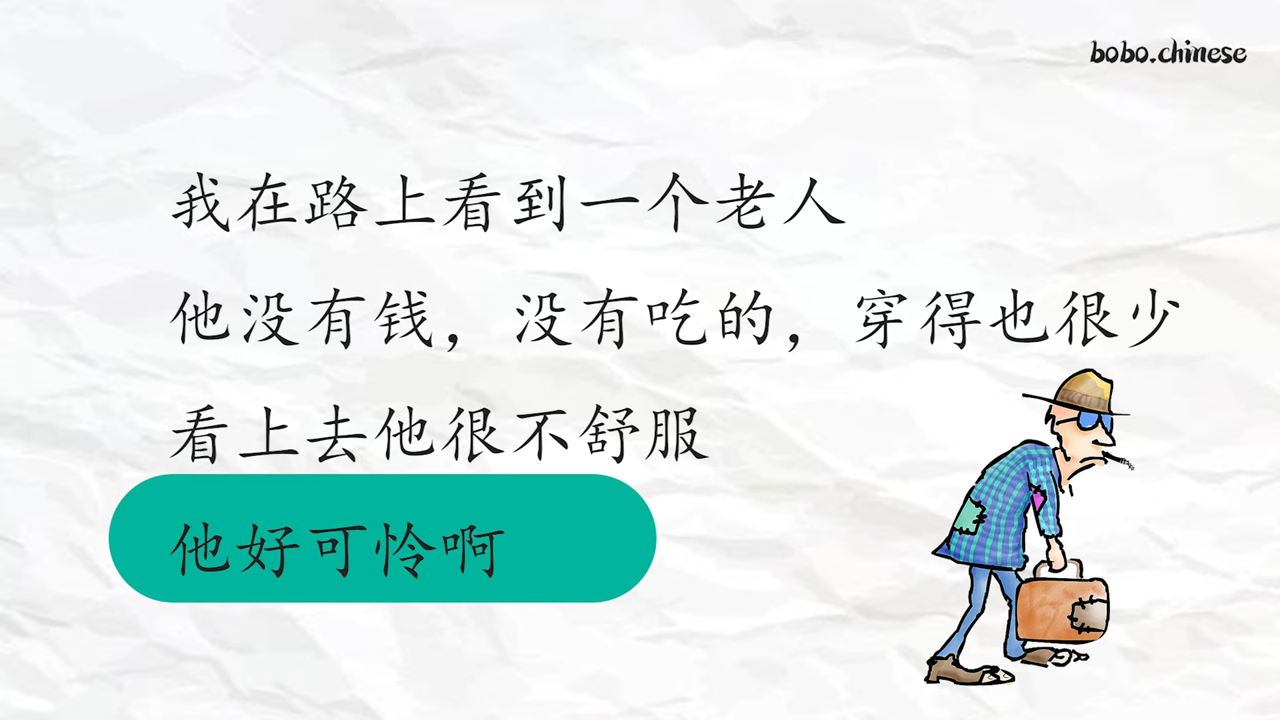 bobo.chinese
我在路上看到一个老人
他没有钱，没有吃的，穿得也很少
看上去他很不舒服
他好可怜啊